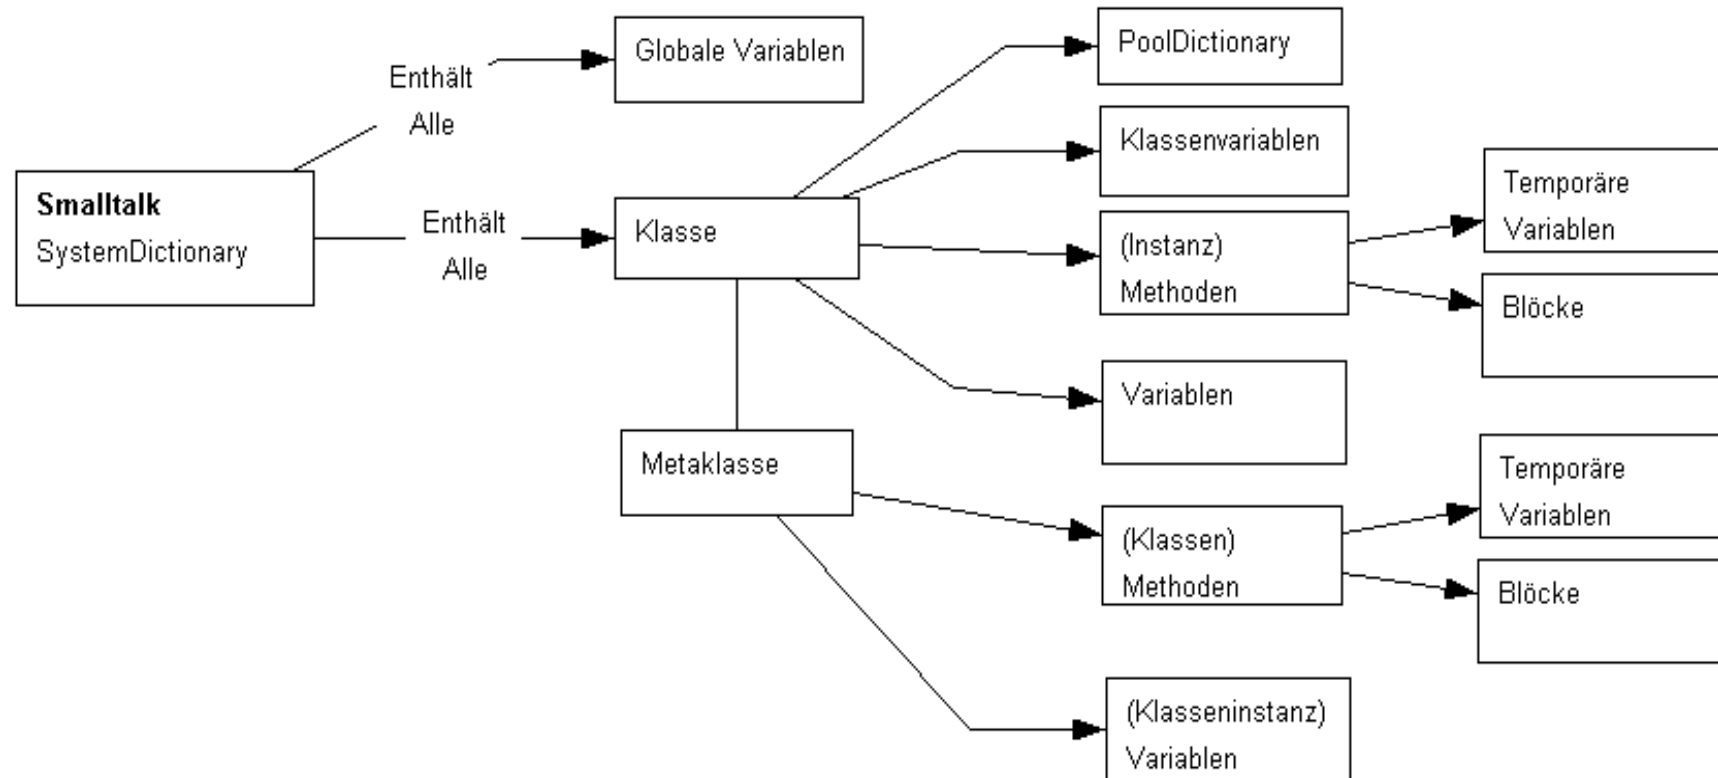 Enthält
Alle
Globale Variablen
Smalltalk
SystemDictionary
Enthält
Alle
Klasse
Metaklasse
PoolDictionary
Klassenvariablen
(Instanz)
Methoden
Variablen
(Klassen)
Methoden
(Klasseninstanz)
Variablen
Temporäre
Variablen
Blöcke
Temporäre
Variablen
Blöcke